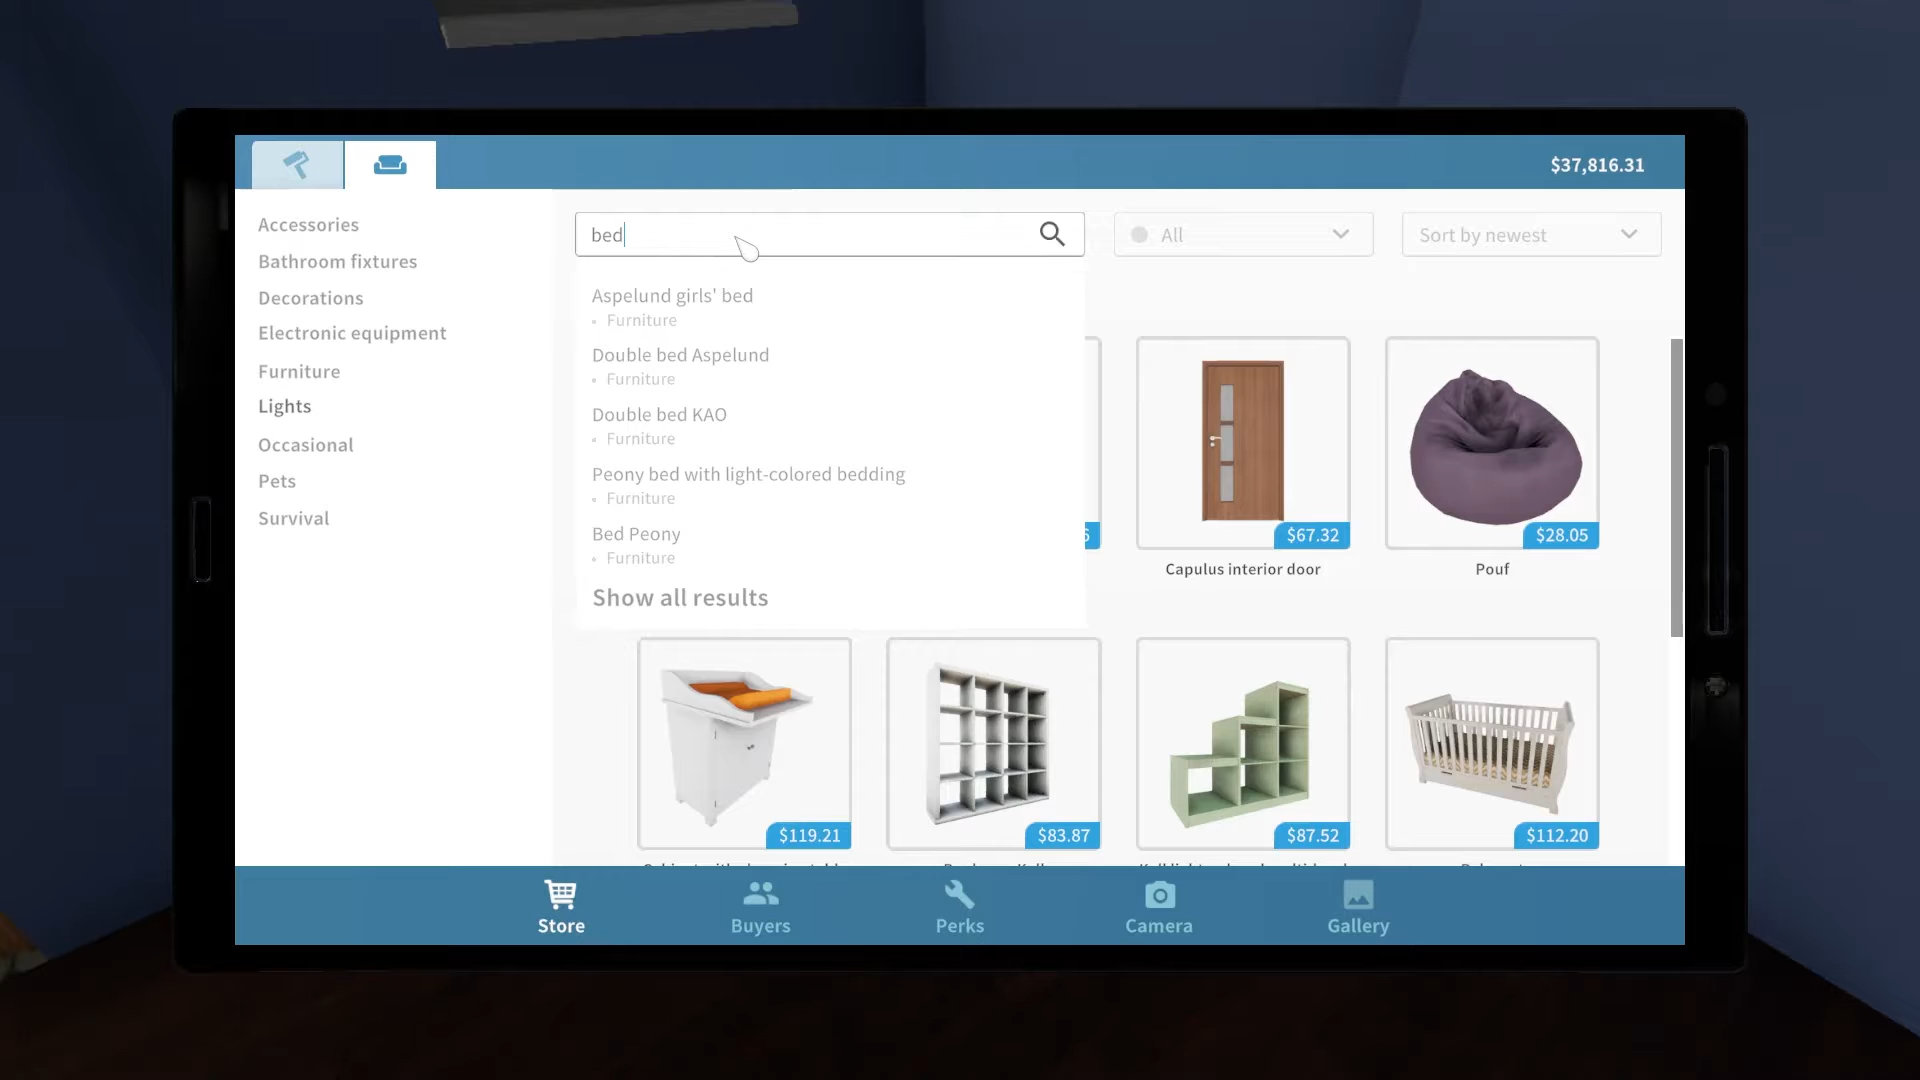 $37,816.31
Accessories
Bathroom fixtures
Decorations
Electronic equipment
Furniture
Lights
Occasional
Pets
Survival
bed
All
Sort by newest
Aspelund girls' bed
• Furniture
Double bed Aspelund
• Furniture
Double bed KAO
• Furniture
Peony bed with light-colored bedding
• Furniture
Bed Peony
• Furniture
Show all results
$67.32
$28.05
Capulus interior door
Pouf
$119.21
$83.87
$87.52
$112.20
Store
Buyers
Perks
Camera
Gallery